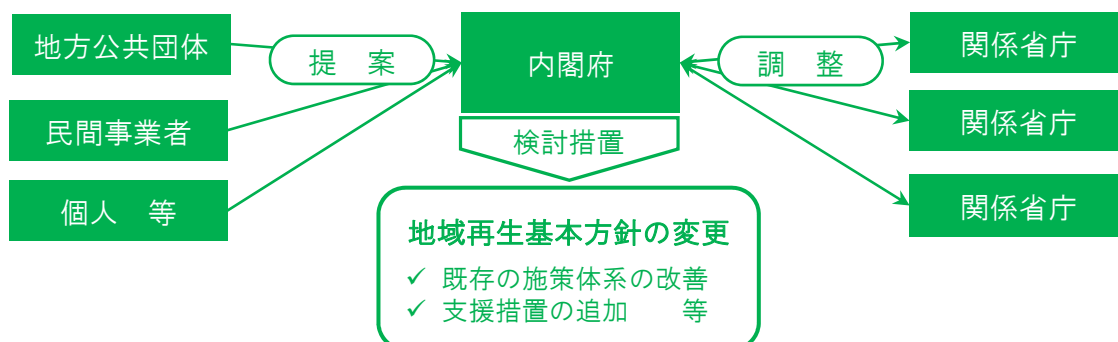 地方公共団体
民間事業者
個人　等
提　案
内閣府
検討措置
調　整
関係省庁
関係省庁
関係省庁
地域再生基本方針の変更
✓ 既存の施策体系の改善
✓ 支援措置の追加　　等